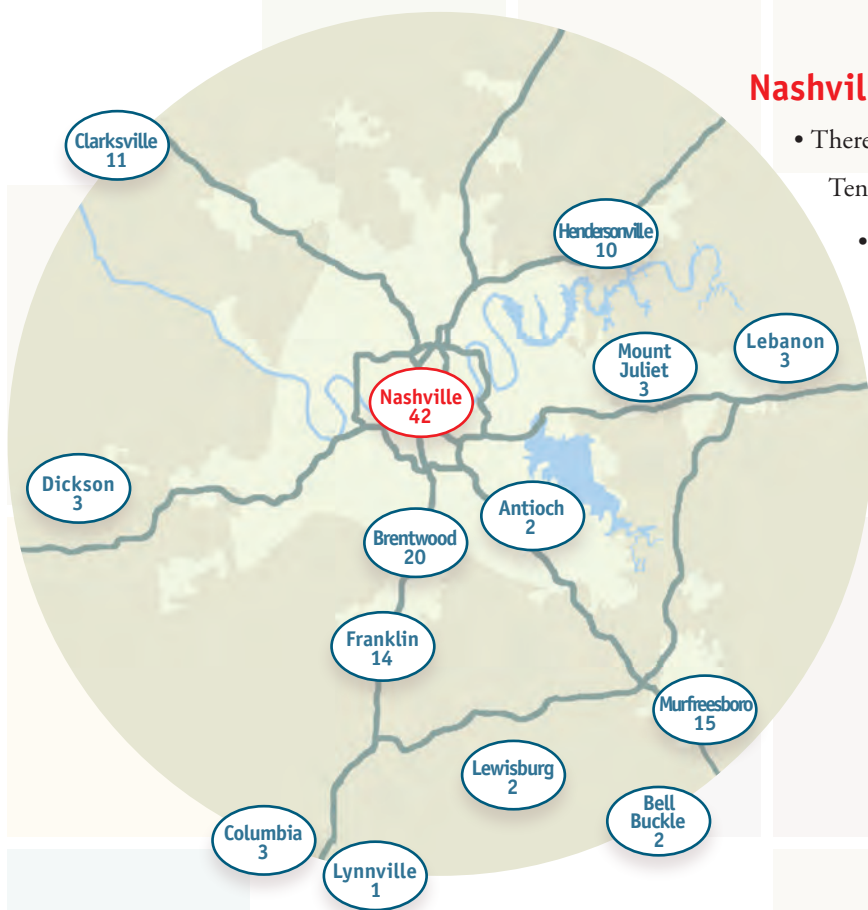 Nashvil
• There
Ten
•
Clarksville
11
Hendersonville
10
Mount
Juliet
3
Lebanon
3
Nashville
42
Dickson
3
Antioch
2
Brentwood
20
Franklin
14
Murfreesboro
15
Lewisburg
2
Bell
Buckle
2
Columbia
3
Lynnville
1